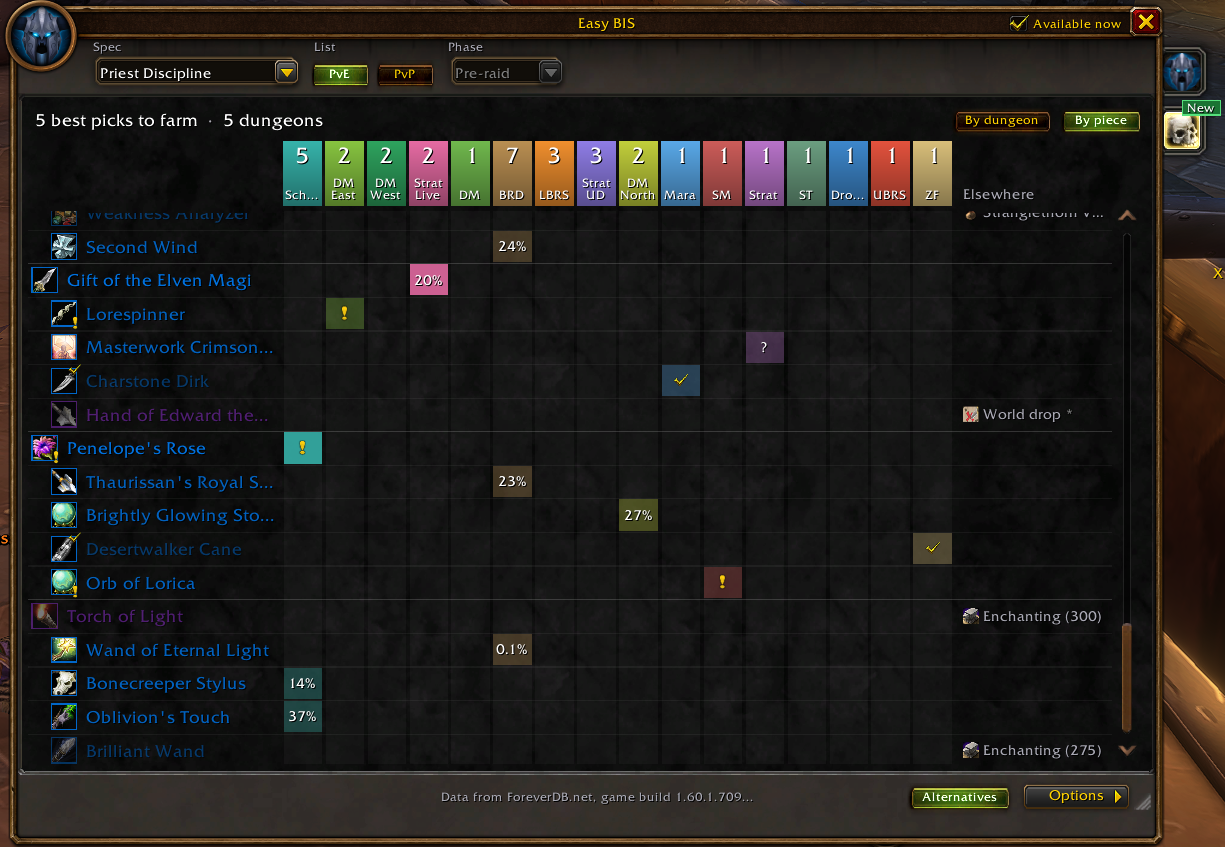 Easy BIS
Available now
Spec
List
Phase
Priest Discipline
PvE
PvP
Pre-raid
New
5 best picks to farm · 5 dungeons
By dungeon
By piece
5 Sch...
2 DM East
2 DM West
2 Strat Live
1 DM
7 BRD
3 LBRS
3 Strat UD
2 DM North
1 Mara
1 SM
1 Strat
1 ST
1 Dro...
1 UBRS
1 ZF
Elsewhere
Weakness Analyzer Stranglethorn V...
Second Wind 24%
Gift of the Elven Magi 20%
Lorespinner !
Masterwork Crimson... ?
Charstone Dirk
Hand of Edward the... World drop *
Penelope's Rose !
Thaurissan's Royal S... 23%
Brightly Glowing Sto... 27%
Desertwalker Cane
Orb of Lorica !
Torch of Light Enchanting (300)
Wand of Eternal Light 0.1%
Bonecreeper Stylus 14%
Oblivion's Touch 37%
Brilliant Wand Enchanting (275)
Data from ForeverDB.net, game build 1.60.1.709...
Alternatives
Options